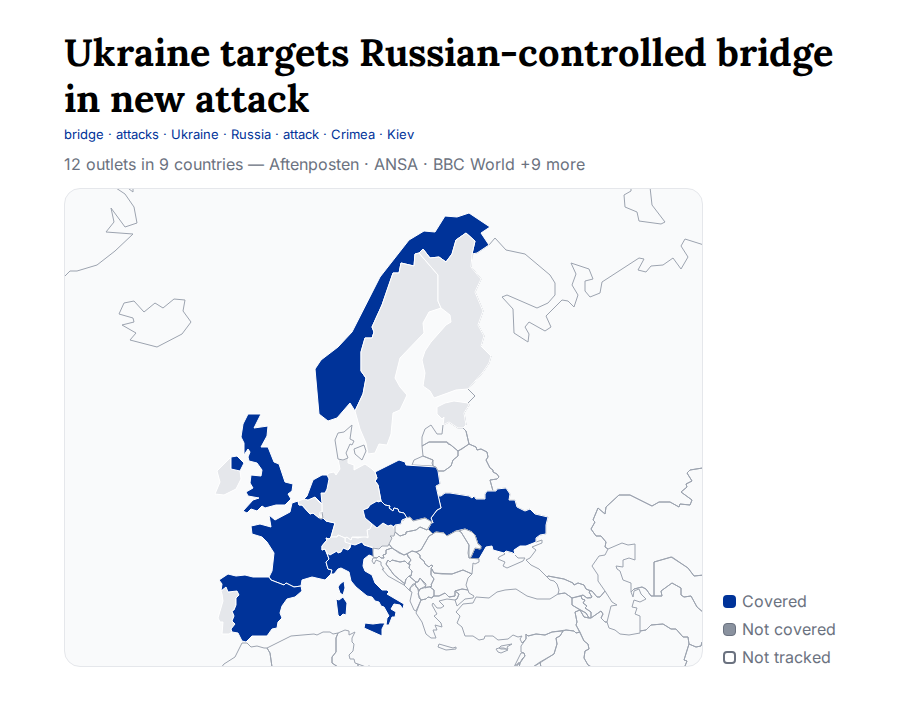 Ukraine targets Russian-controlled bridge
in new attack
bridge · attacks · Ukraine · Russia · attack · Crimea · Kiev
12 outlets in 9 countries — Aftenposten · ANSA · BBC World +9 more
Covered
Not covered
Not tracked